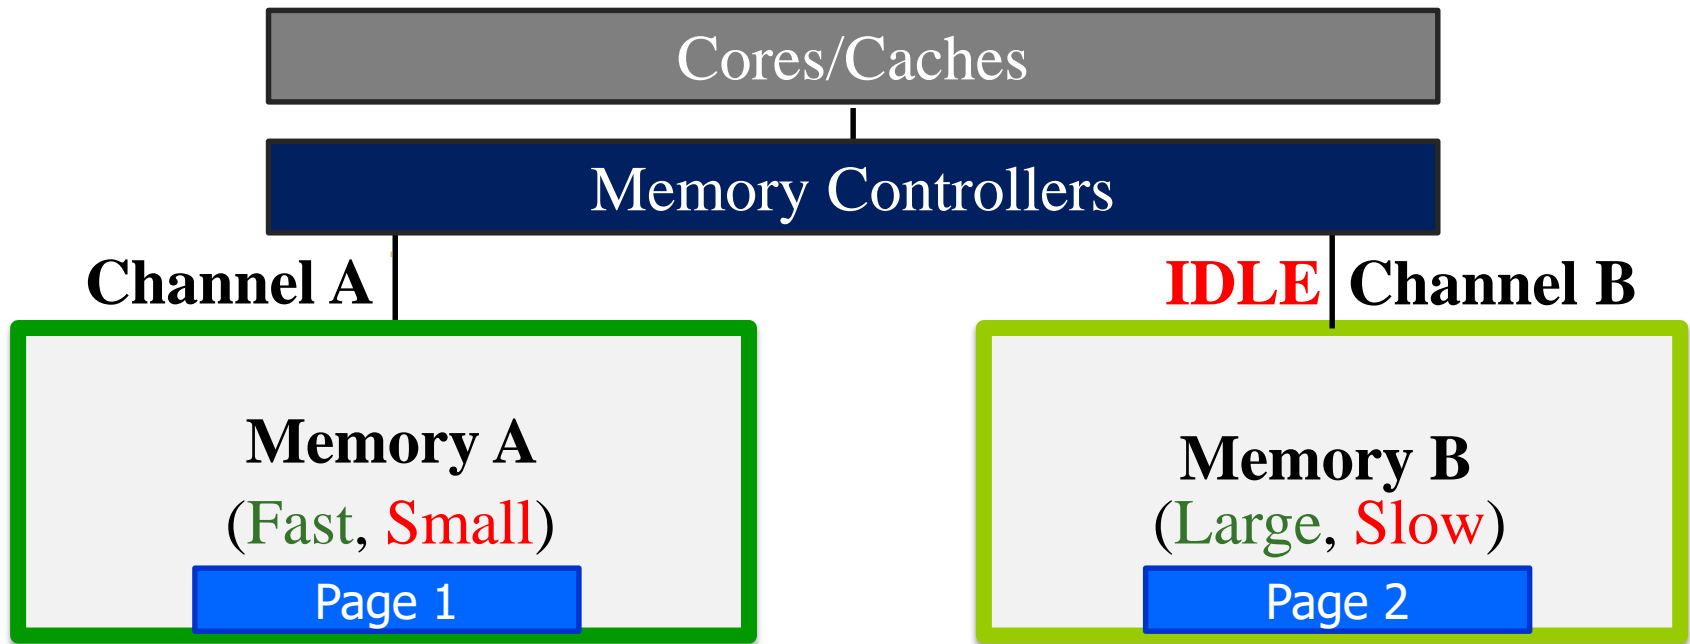 Cores/Caches
Memory Controllers
Channel A
IDLE Channel B
Memory A
(Fast, Small)
Page 1
Memory B
(Large, Slow)
Page 2